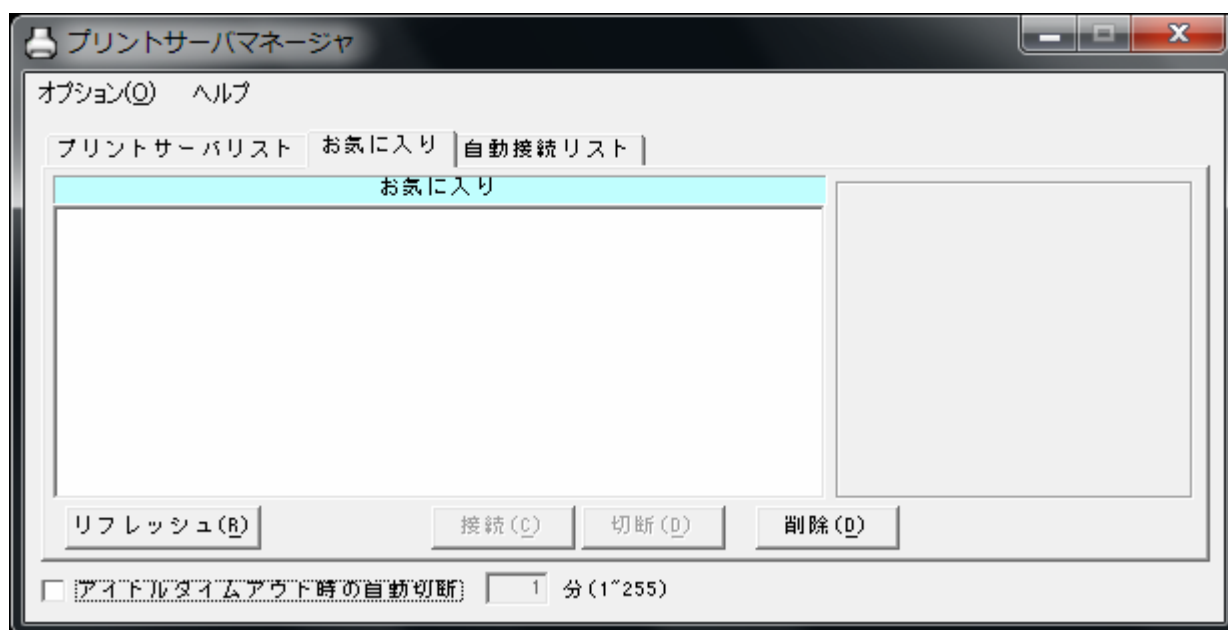 プリントサーバマネージャ
オプション(O) ヘルプ
プリントサーバリスト お気に入り 自動接続リスト
お気に入り
リフレッシュ(R) 接続(C) 切断(D) 削除(D)
アイドルタイムアウト時の自動切断 1 分(1~255)